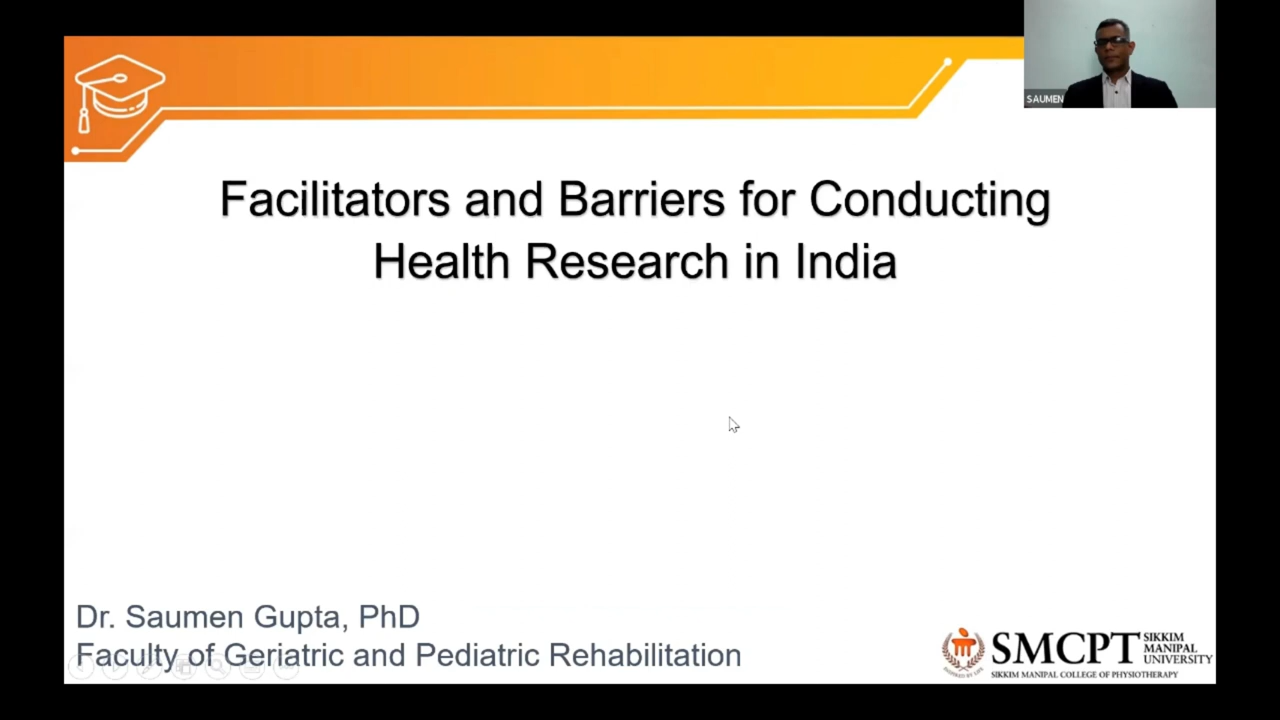 SAUMEN
Facilitators and Barriers for Conducting
Health Research in India
Dr. Saumen Gupta, PhD
Faculty of Geriatric and Pediatric Rehabilitation
SMCPT
SIKKIM
MANIPAL
UNIVERSITY
SIKKIM MANIPAL COLLEGE OF PHYSIOTHERAPY